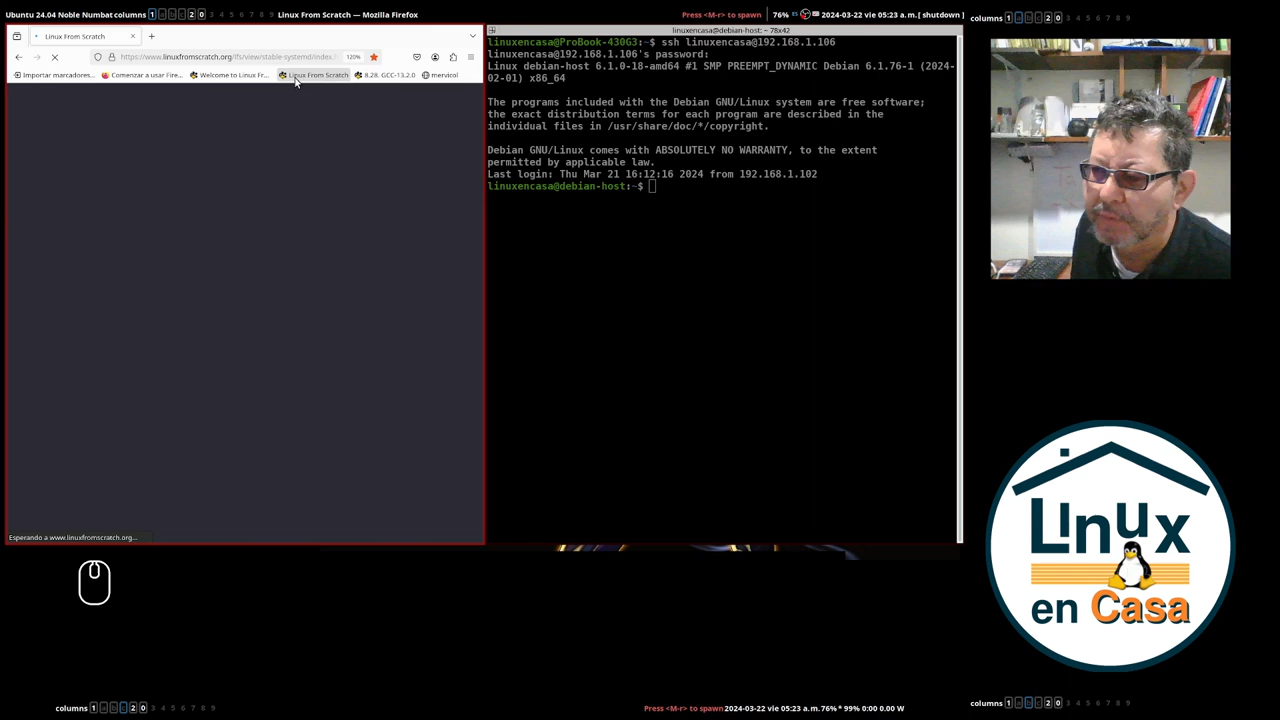 Ubuntu 24.04 Noble Numbat columns 1 a b c 2 0 3 4 5 6 7 8 9 Linux From Scratch — Mozilla Firefox
Press <M-r> to spawn 76% ES 2024-03-22 vie 05:23 a.m. [ shutdown ]
columns 1 a b c 2 0 3 4 5 6 7 8 9
Linux From Scratch
https://www.linuxfromscratch.org/lfs/view/stable-systemd/index. 120%
Importar marcadores... Comenzar a usar Fire... Welcome to Linux Fr... Linux From Scratch 8.28. GCC-13.2.0 mervicol
Esperando a www.linuxfromscratch.org...
linuxencasa@debian-host: ~ 78x42
linuxencasa@ProBook-430G3:~$ ssh linuxencasa@192.168.1.106
linuxencasa@192.168.1.106's password:
Linux debian-host 6.1.0-18-amd64 #1 SMP PREEMPT_DYNAMIC Debian 6.1.76-1 (2024-
02-01) x86_64
The programs included with the Debian GNU/Linux system are free software;
the exact distribution terms for each program are described in the
individual files in /usr/share/doc/*/copyright.
Debian GNU/Linux comes with ABSOLUTELY NO WARRANTY, to the extent
permitted by applicable law.
Last login: Thu Mar 21 16:12:16 2024 from 192.168.1.102
linuxencasa@debian-host:~$
Linux
en Casa
columns 1 a b c 2 0 3 4 5 6 7 8 9
Press <M-r> to spawn 2024-03-22 vie 05:23 a.m. 76% * 99% 0:00 0.00 W
columns 1 a b c 2 0 3 4 5 6 7 8 9